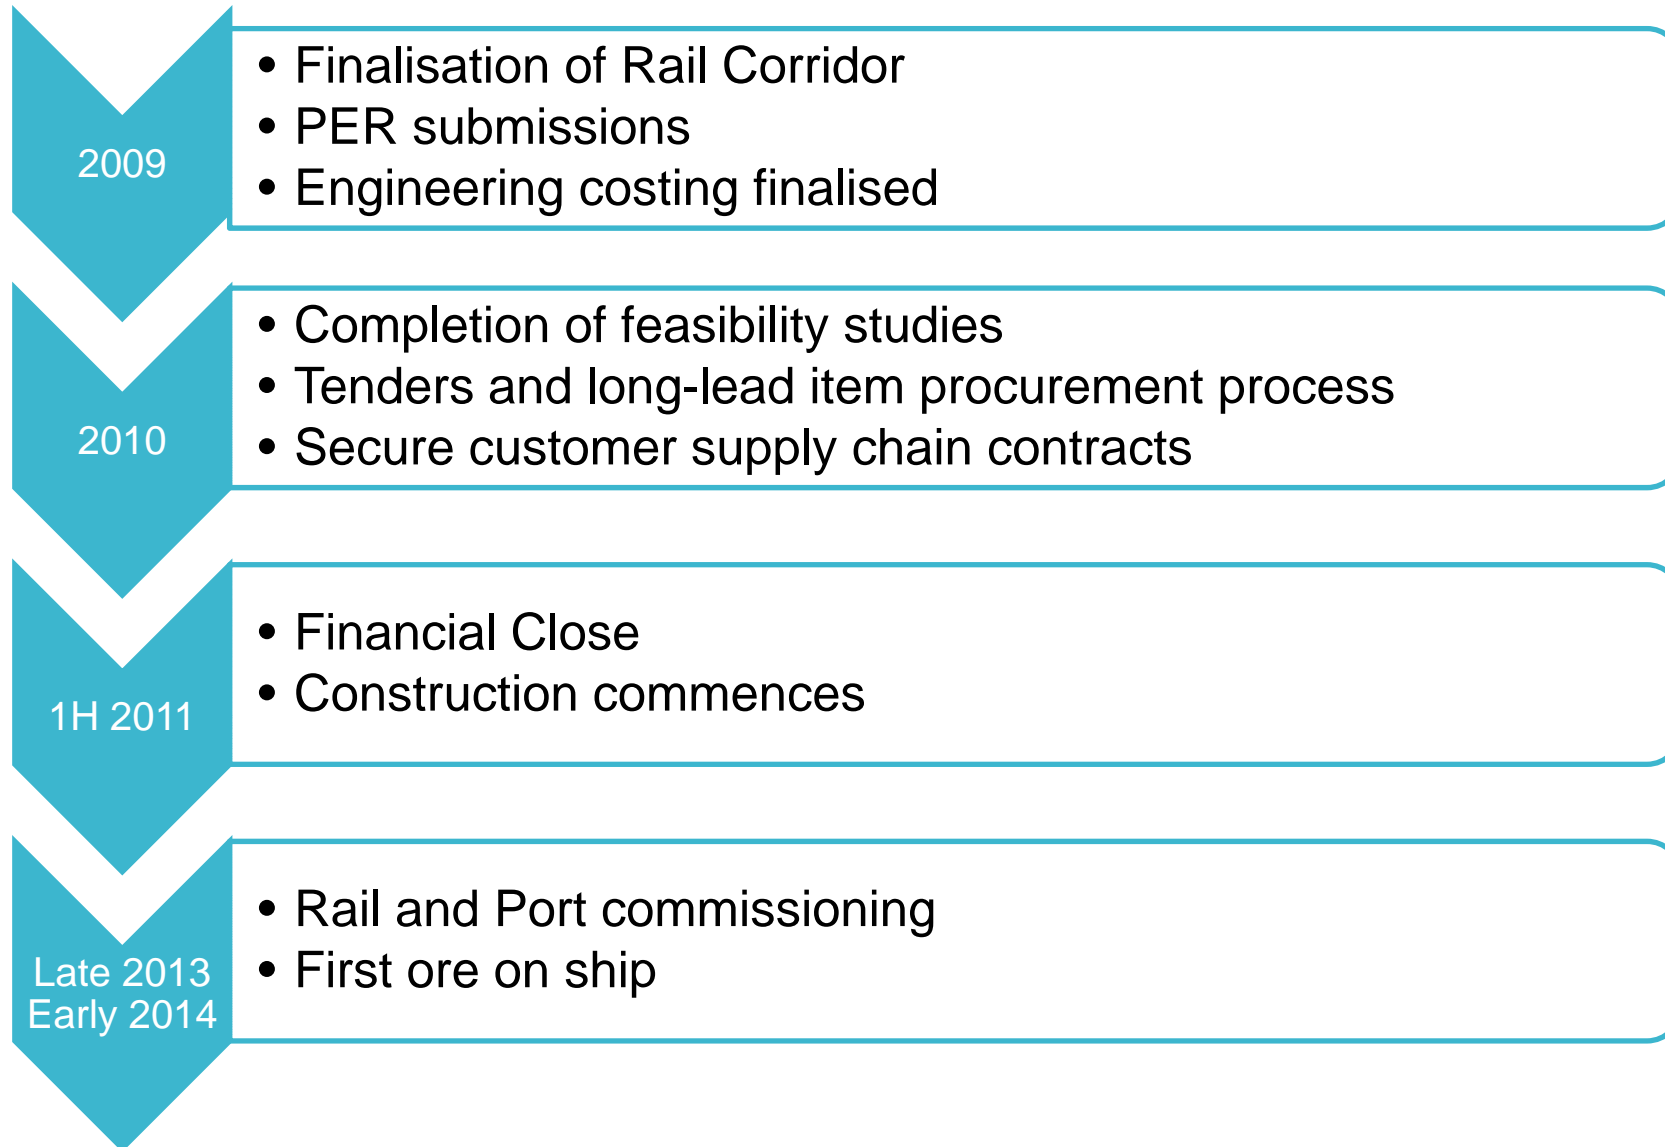 2009
• Finalisation of Rail Corridor
• PER submissions
• Engineering costing finalised
2010
• Completion of feasibility studies
• Tenders and long-lead item procurement process
• Secure customer supply chain contracts
1H 2011
• Financial Close
• Construction commences
Late 2013
Early 2014
• Rail and Port commissioning
• First ore on ship